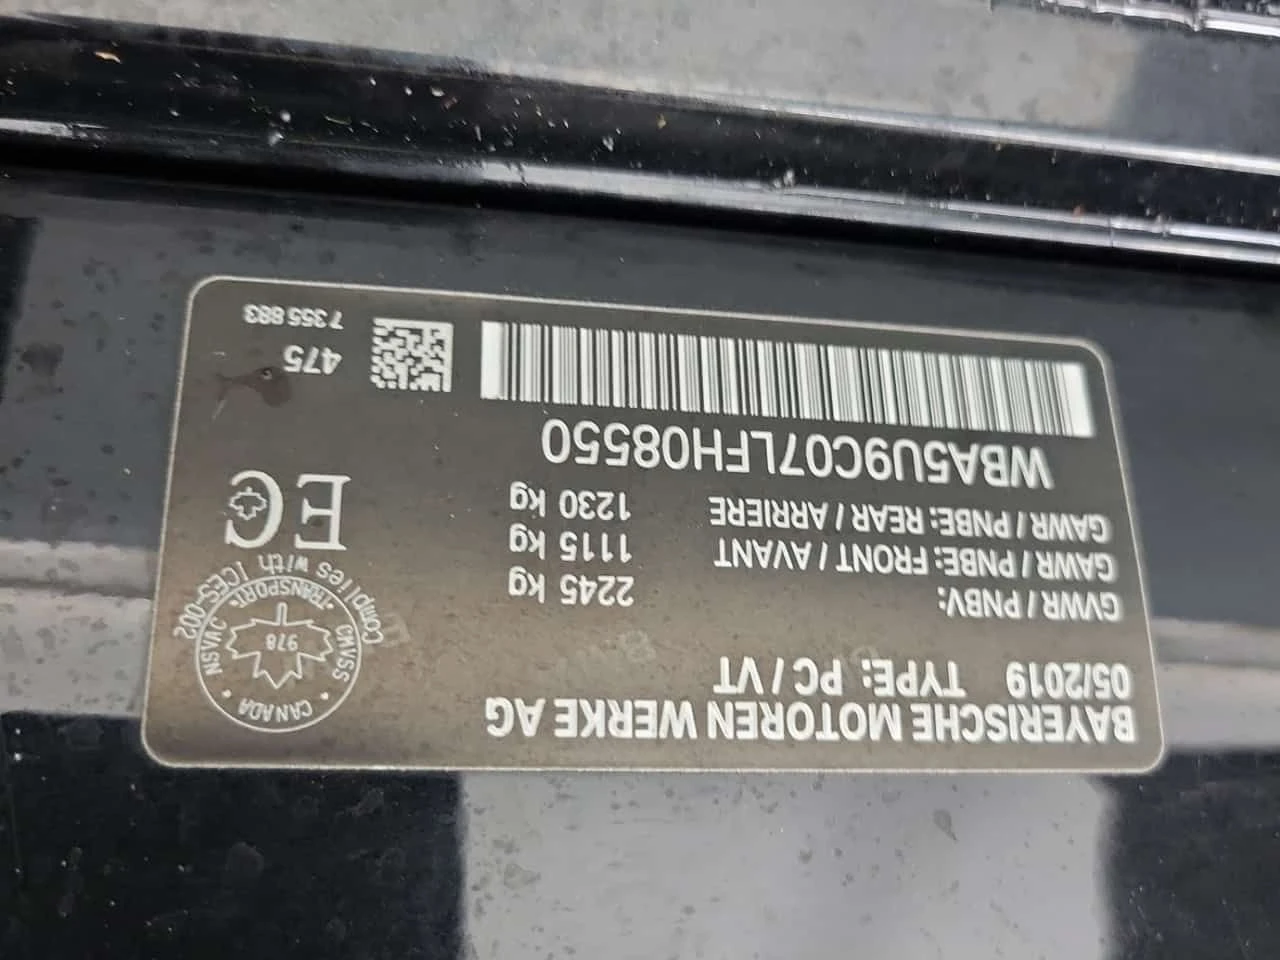 BAYERISCHE MOTOREN WERKE AG
05/2019 TYPE: PC / VT
GVWR / PNBV: 2245 kg
GAWR / PNBE: FRONT / AVANT 1115 kg
GAWR / PNBE: REAR / ARRIERE 1230 kg
WBA5U9C07LFH08550
CANADA
CMVSS
NSVAC
TRANSPORT
978
Complies with ICES-002
EC
475
7 355 883